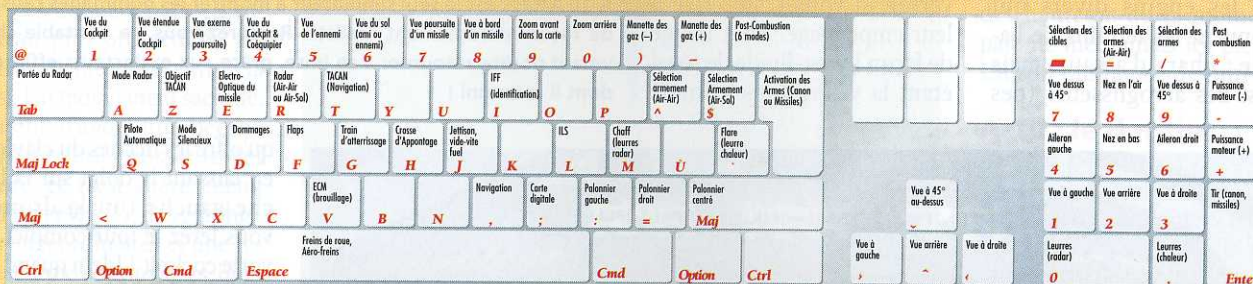 Vue du Cockpit
Vue étendue du Cockpit
Vue exerne (en poursuite)
Vue du Cockpit & Coéquipier
Vue de l'ennemi
Vue du sol (ami ou ennemi)
Vue poursuite d'un missile
Vue à bord d'un missile
Zoom avant dans la carte
Zoom arrière
Manette des gaz (–)
Manette des gaz (+)
Post-Combustion (6 modes)
Sélection des cibles
Sélection des armes (Air-Air)
Sélection des armes
Post combustion
@ 1 2 3 4 5 6 7 8 9 0 ) – = / *
Portée du Radar
Mode Radar
Objectif TACAN
Electro-Optique du missile
Radar (Air-Air ou Air-Sol)
TACAN (Navigation)
IFF (Identification)
Sélection armement (Air-Air)
Sélection armement (Air-Sol)
Activation des Armes (Canon ou Missiles)
Vue dessus à 45°
Nez en l'air
Vue dessus à 45°
Puissance moteur (-)
Tab A Z E R T Y U I O P ^ $ 7 8 9 -
Pilote Automatique
Mode Silencieux
Dommages
Flaps
Train d'atterrissage
Crosse d'Appontage
Jettison, vide-vite fuel
ILS
Chaff (leurres radar)
Flare (leurre chaleur)
Aileron gauche
Nez en bas
Aileron droit
Puissance moteur (+)
Maj Lock Q S D F G H J K L M Ù ` 4 5 6 +
ECM (brouillage)
Navigation
Carte digitale
Palonnier gauche
Palonnier droit
Palonnier centré
Vue à 45° au-dessus
Vue à gauche
Vue arrière
Vue à droite
Tir (canon, missiles)
Maj < W X C V B N , ; : = Maj 1 2 3
Freins de roue, Aéro-freins
Vue à gauche
Vue arrière
Vue à droite
Leurres (radar)
Leurres (chaleur)
Ctrl Option Cmd Espace Cmd Option Ctrl 0 . Enter